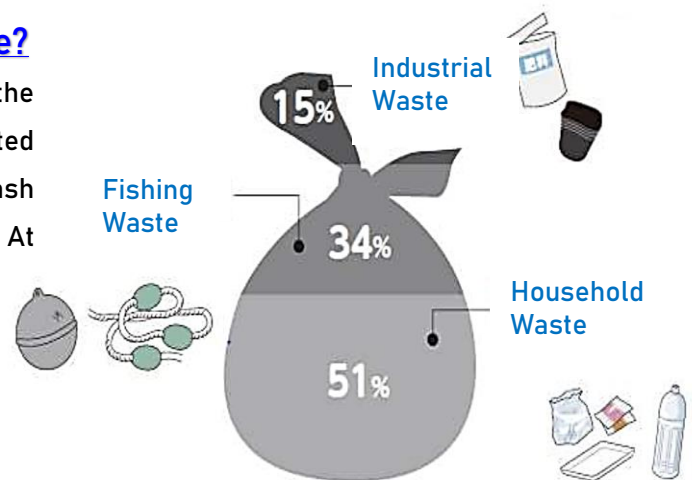 e?
the
ted
ash
At
Industrial
Waste
15%
Fishing
Waste
34%
Household
Waste
51%